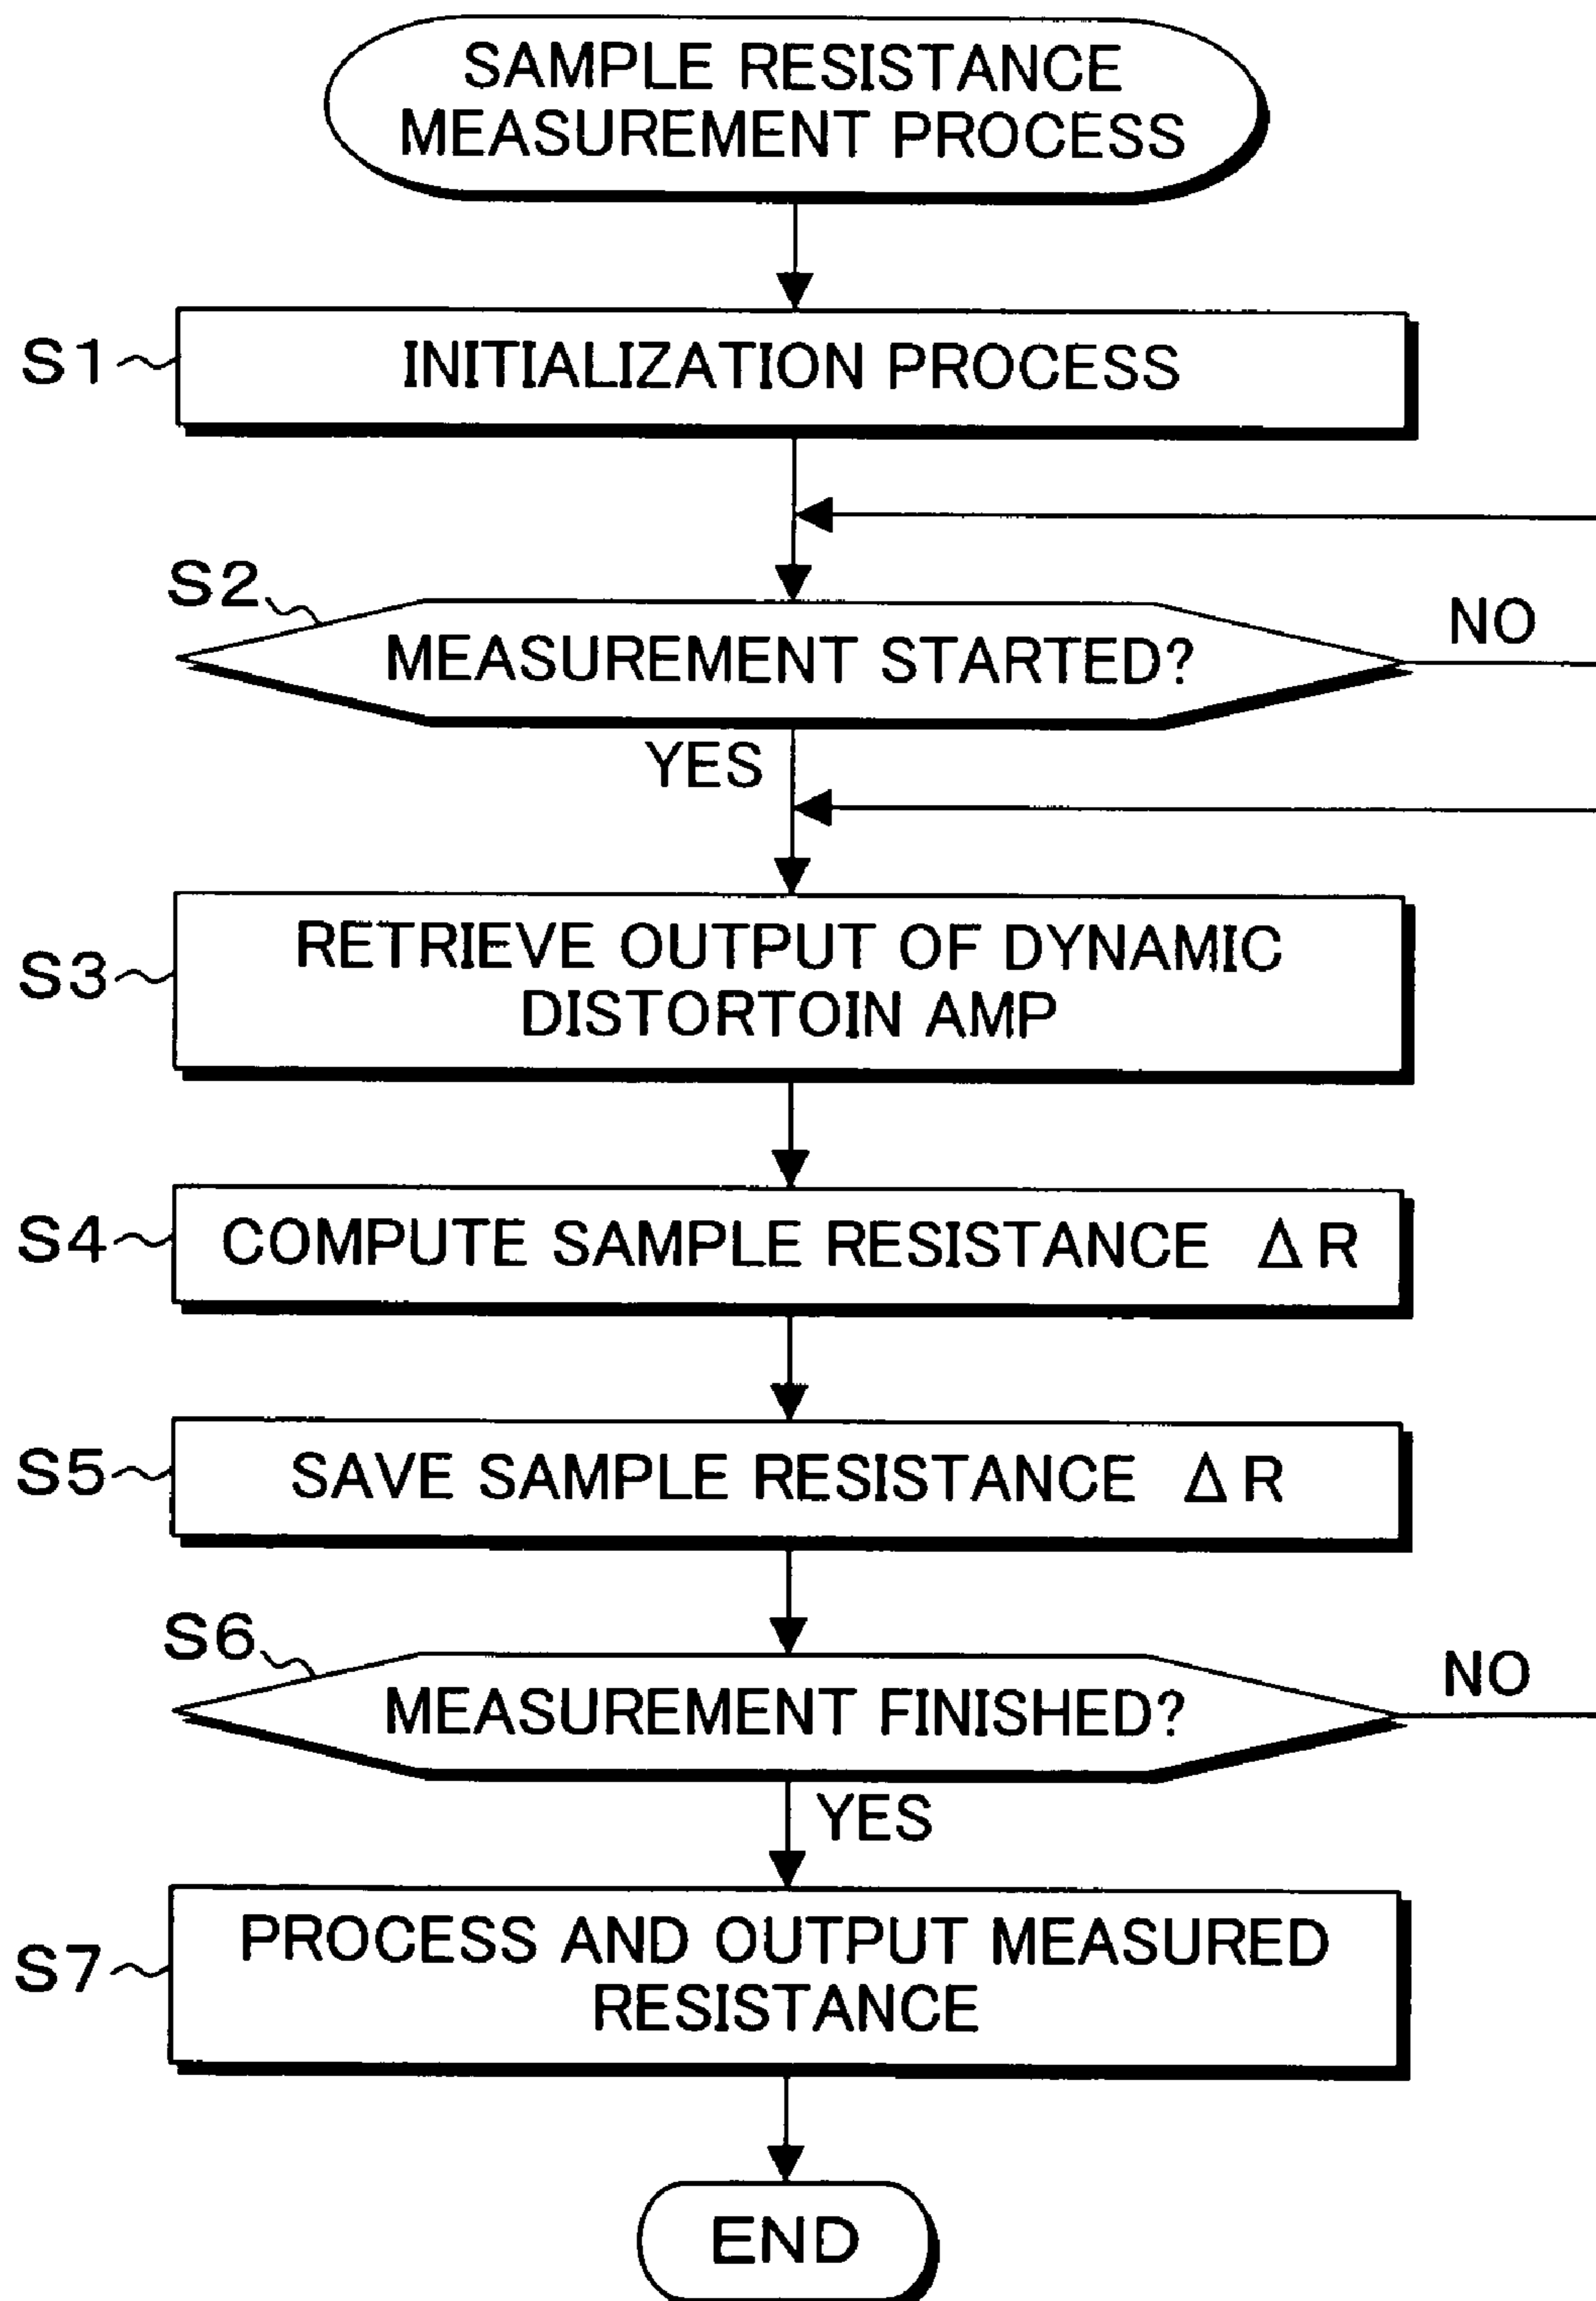 SAMPLE RESISTANCE
MEASUREMENT PROCESS
S1
INITIALIZATION PROCESS
S2
MEASUREMENT STARTED?
NO
YES
S3
RETRIEVE OUTPUT OF DYNAMIC
DISTORTOIN AMP
S4
COMPUTE SAMPLE RESISTANCE ΔR
S5
SAVE SAMPLE RESISTANCE ΔR
S6
MEASUREMENT FINISHED?
NO
YES
S7
PROCESS AND OUTPUT MEASURED
RESISTANCE
END